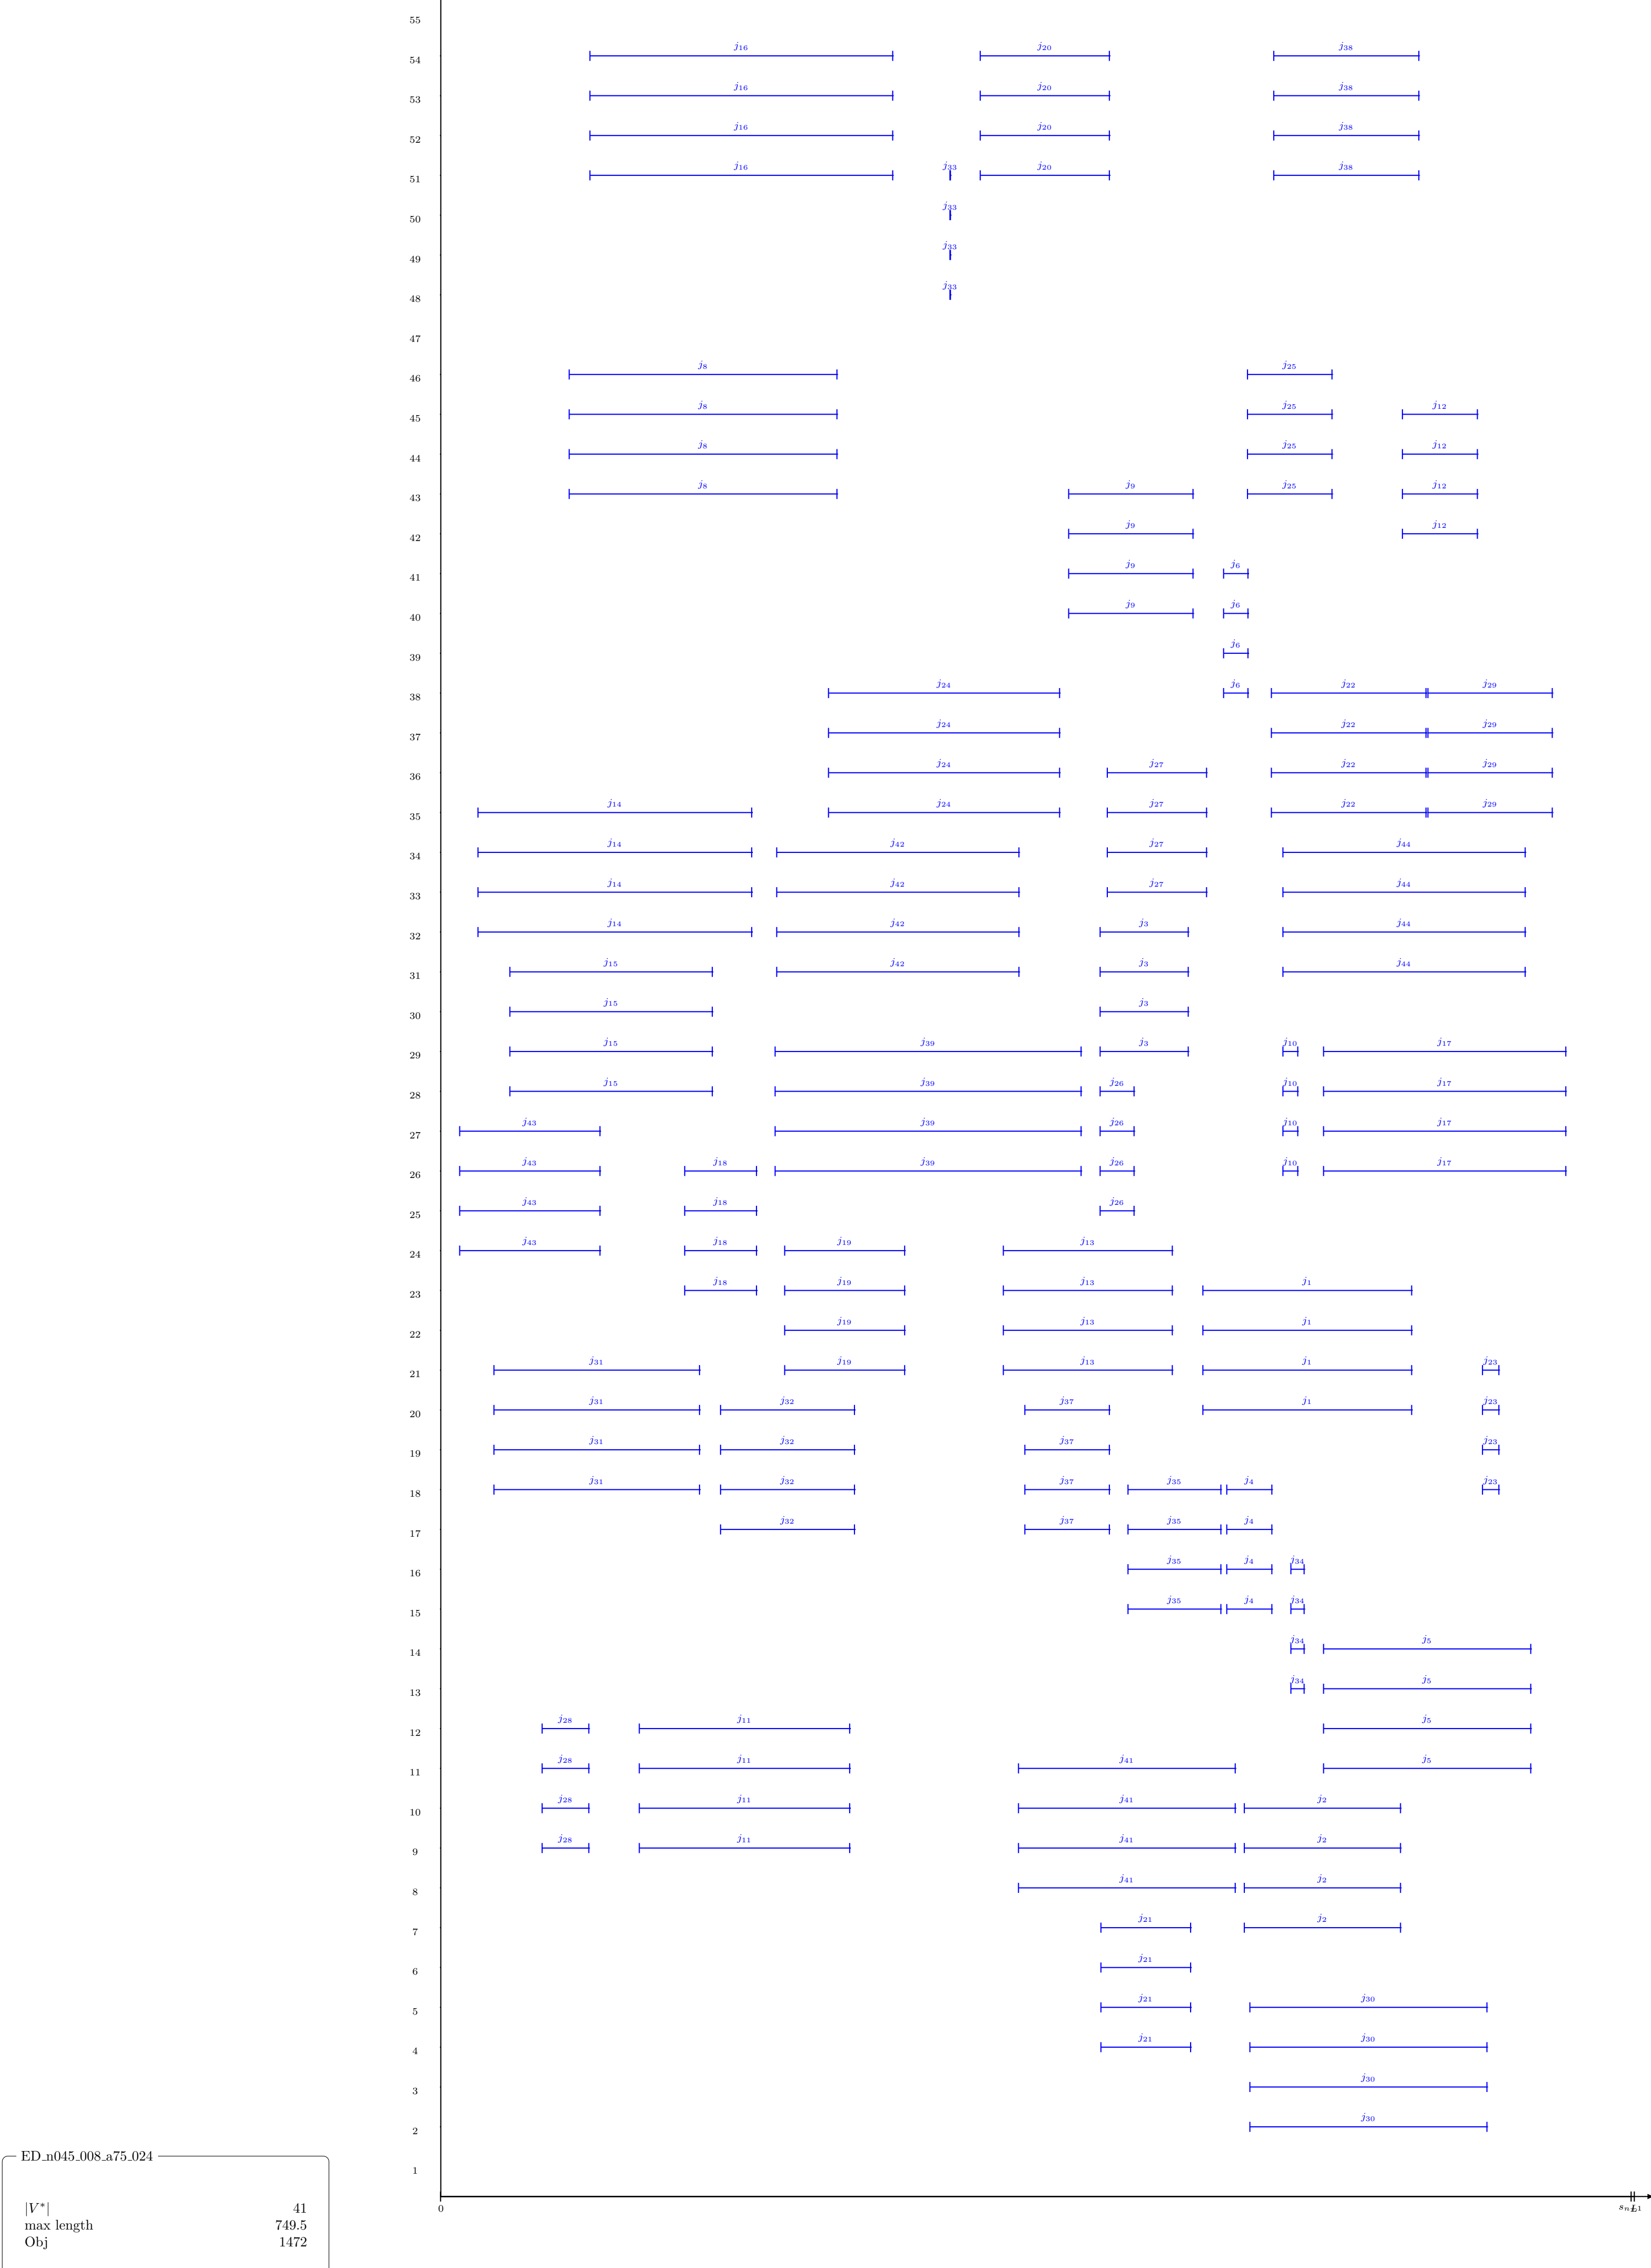 55
j16 j20 j38
54
j16 j20 j38
53
j16 j20 j38
52
j16 j33 j20 j38
51
j33
50
j33
49
j33
48
47
j8 j25
46
j8 j25 j12
45
j8 j25 j12
44
j8 j9 j25 j12
43
j9 j12
42
j9 j6
41
j9 j6
40
j6
39
j24 j6 j22 j29
38
j24 j22 j29
37
j24 j27 j22 j29
36
j14 j24 j27 j22 j29
35
j14 j42 j27 j44
34
j14 j42 j27 j44
33
j14 j42 j3 j44
32
j15 j42 j3 j44
31
j15 j3
30
j15 j39 j3 j10 j17
29
j15 j39 j26 j10 j17
28
j43 j39 j26 j10 j17
27
j43 j18 j39 j26 j10 j17
26
j43 j18 j26
25
j43 j18 j19 j13
24
j18 j19 j13 j1
23
j19 j13 j1
22
j31 j19 j13 j1 j23
21
j31 j32 j37 j1 j23
20
j31 j32 j37 j23
19
j31 j32 j37 j35 j4 j23
18
j32 j37 j35 j4
17
j35 j4 j34
16
j35 j4 j34
15
j34 j5
14
j34 j5
13
j28 j11 j5
12
j28 j11 j41 j5
11
j28 j11 j41 j2
10
j28 j11 j41 j2
9
j41 j2
8
j21 j2
7
j21
6
j21 j30
5
j21 j30
4
j30
3
j30
2
1
0
ED_n045_008_a75_024
|V*| 41
max length 749.5
Obj 1472